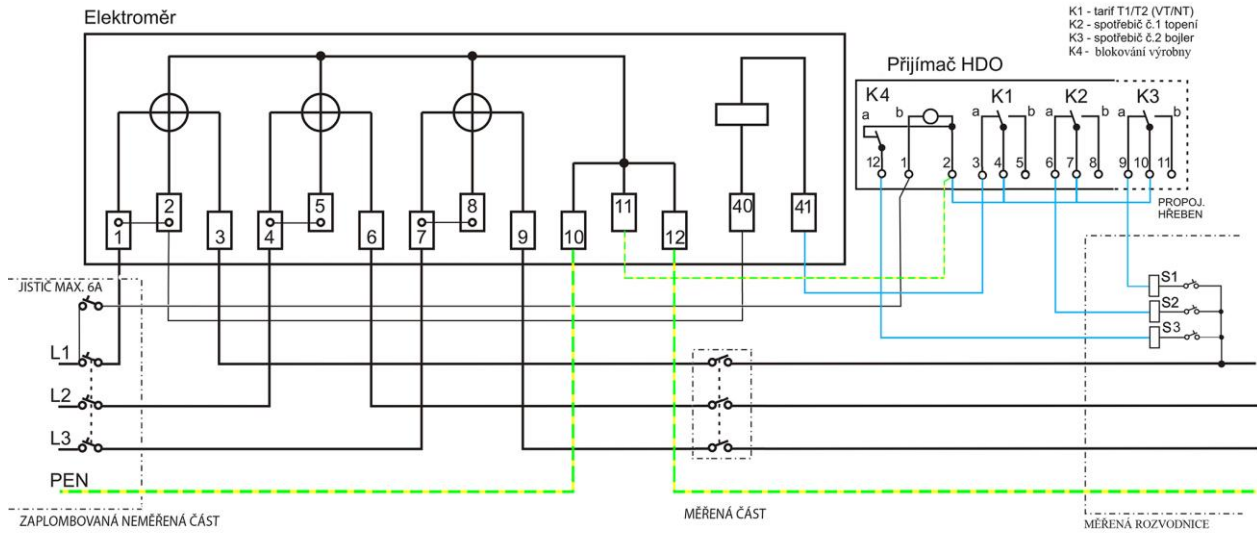 Elektroměr
K1 - tarif T1/T2 (VT/NT)
K2 - spotřebič č.1 topení
K3 - spotřebič č.2 bojler
K4 - blokování výrobny
Přijímač HDO
K4 a b K1 a b K2 a b K3 a b
12 1 2 3 4 5 6 7 8 9 10 11
PROPOJ.
HŘEBEN
1 2 3 4 5 6 7 8 9 10 11 12 40 41
JISTIČ MAX. 6A
S1
S2
S3
L1
L2
L3
PEN
ZAPLOMBOVANÁ NEMĚŘENÁ ČÁST
MĚŘENÁ ČÁST
MĚŘENÁ ROZVODNICE